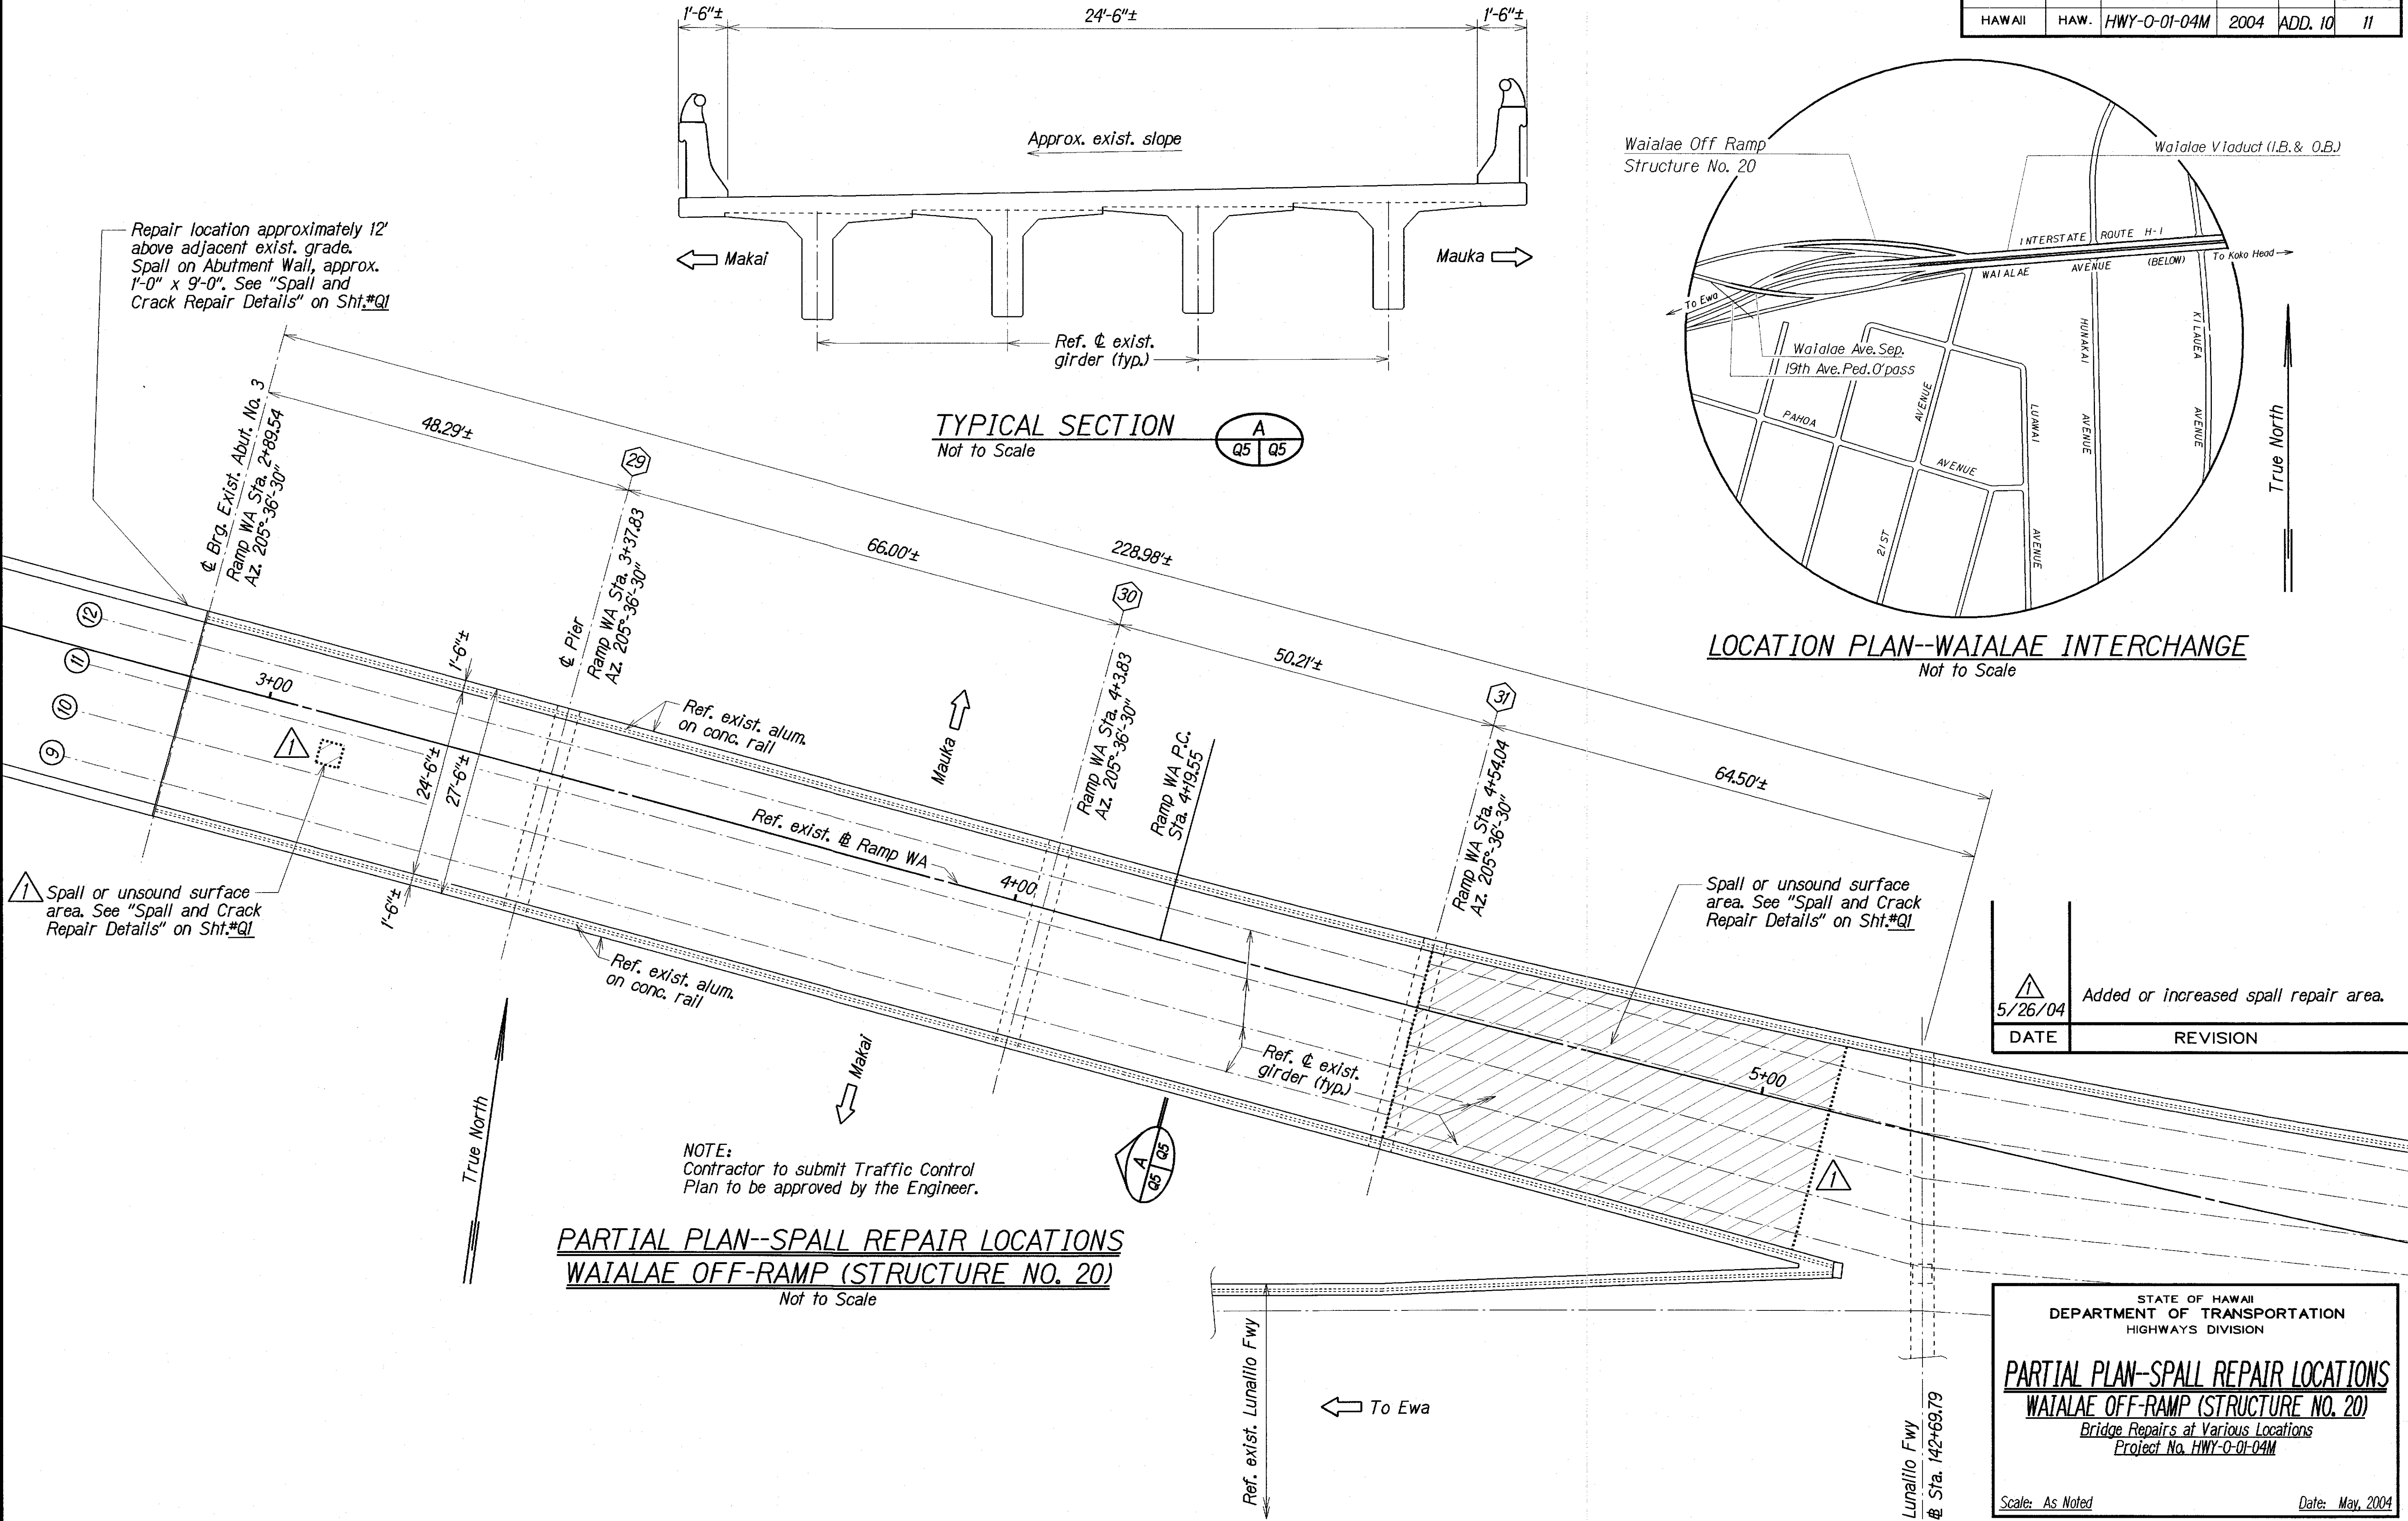 HAWAII HAW. HWY-O-01-04M 2004 ADD. 10 11
1'-6"± 24'-6"± 1'-6"±
Approx. exist. slope
Makai
Mauka
Ref. ℄ exist.
girder (typ.)
TYPICAL SECTION
Not to Scale
A
Q5 Q5
Waialae Off Ramp
Structure No. 20
Waialae Viaduct (I.B. & O.B.)
INTERSTATE ROUTE H-1
WAIALAE AVENUE (BELOW)
To Koko Head
To Ewa
Waialae Ave. Sep.
19th Ave. Ped. O'pass
PAHOA AVENUE
21ST AVENUE
LUAWAI AVENUE
HUNAKAI AVENUE
KILAUEA AVENUE
True North
LOCATION PLAN--WAIALAE INTERCHANGE
Not to Scale
Repair location approximately 12'
above adjacent exist. grade.
Spall on Abutment Wall, approx.
1'-0" x 9'-0". See "Spall and
Crack Repair Details" on Sht.#Q1
℄ Brg. Exist. Abut. No. 3
Ramp WA Sta. 2+89.54
Az. 205°-36'-30"
48.29'±
29
66.00'±
228.98'±
30
50.21'±
31
64.50'±
℄ Pier
Ramp WA Sta. 3+37.83
Az. 205°-36'-30"
Ramp WA Sta. 4+3.83
Az. 205°-36'-30"
Ramp WA P.C.
Sta. 4+19.55
Ramp WA Sta. 4+54.04
Az. 205°-36'-30"
12
11
10
9
3+00
1
1'-6"±
24'-6"±
27'-6"±
1'-6"±
Ref. exist. alum.
on conc. rail
Mauka
Ref. exist. ℄ Ramp WA
4+00
1 Spall or unsound surface
area. See "Spall and Crack
Repair Details" on Sht.#Q1
Ref. exist. alum.
on conc. rail
Makai
Ref. ℄ exist.
girder (typ.)
Spall or unsound surface
area. See "Spall and Crack
Repair Details" on Sht.#Q1
5+00
1
A
Q5 Q5
True North
NOTE:
Contractor to submit Traffic Control
Plan to be approved by the Engineer.
PARTIAL PLAN--SPALL REPAIR LOCATIONS
WAIALAE OFF-RAMP (STRUCTURE NO. 20)
Not to Scale
Ref. exist. Lunalilo Fwy
To Ewa
Lunalilo Fwy
℄ Sta. 142+69.79
1
5/26/04 Added or increased spall repair area.
DATE REVISION
STATE OF HAWAII
DEPARTMENT OF TRANSPORTATION
HIGHWAYS DIVISION
PARTIAL PLAN--SPALL REPAIR LOCATIONS
WAIALAE OFF-RAMP (STRUCTURE NO. 20)
Bridge Repairs at Various Locations
Project No. HWY-O-01-04M
Scale: As Noted Date: May, 2004